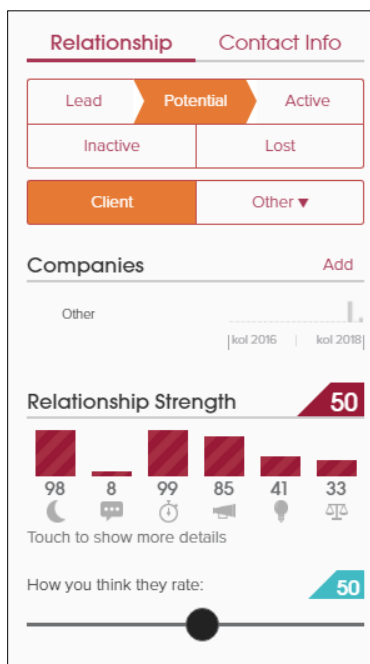 Relationship Contact Info
Lead Potential Active
Inactive Lost
Client Other ▾
Companies Add
Other
kol 2016 kol 2018
Relationship Strength 50
98 8 99 85 41 33
Touch to show more details
How you think they rate: 50